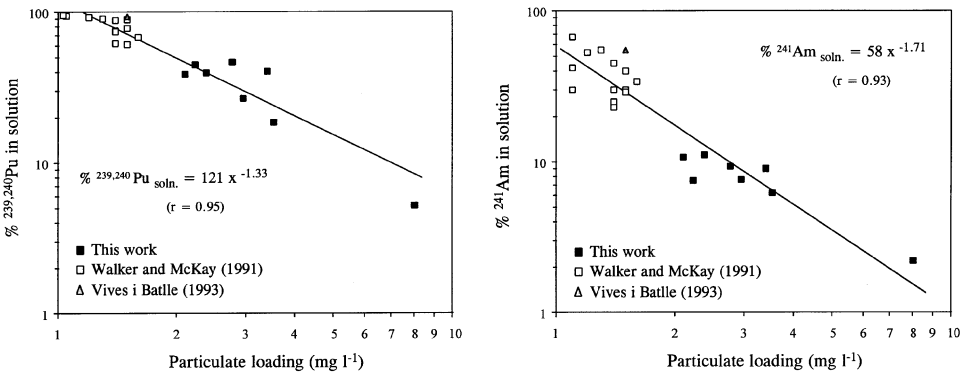 100
10
1
% 239,240Pu in solution
% 239,240Pu soln. = 121 x -1.33
(r = 0.95)
■ This work
□ Walker and McKay (1991)
△ Vives i Batlle (1993)
1 2 3 4 5 6 7 8 9 10
Particulate loading (mg l-1)
100
10
1
% 241Am in solution
% 241Am soln. = 58 x -1.71
(r = 0.93)
■ This work
□ Walker and McKay (1991)
△ Vives i Batlle (1993)
1 2 3 4 5 6 7 8 9 10
Particulate loading (mg l-1)